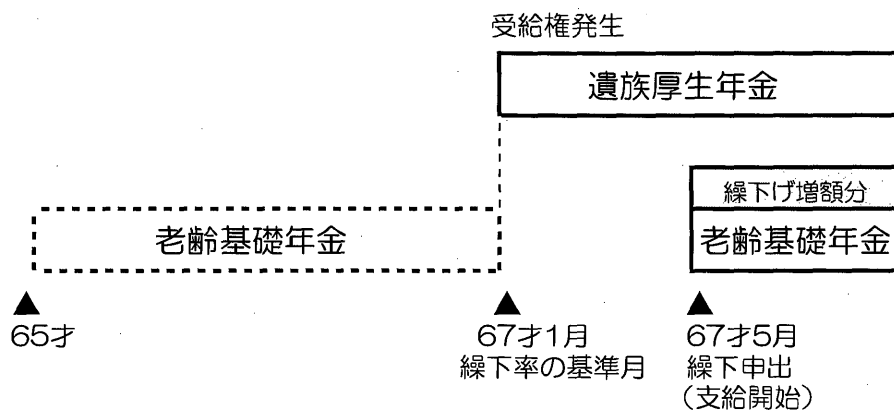 受給権発生
遺族厚生年金
繰下げ増額分
老齢基礎年金
老齢基礎年金
65才
67才1月
繰下率の基準月
67才5月
繰下申出
(支給開始)